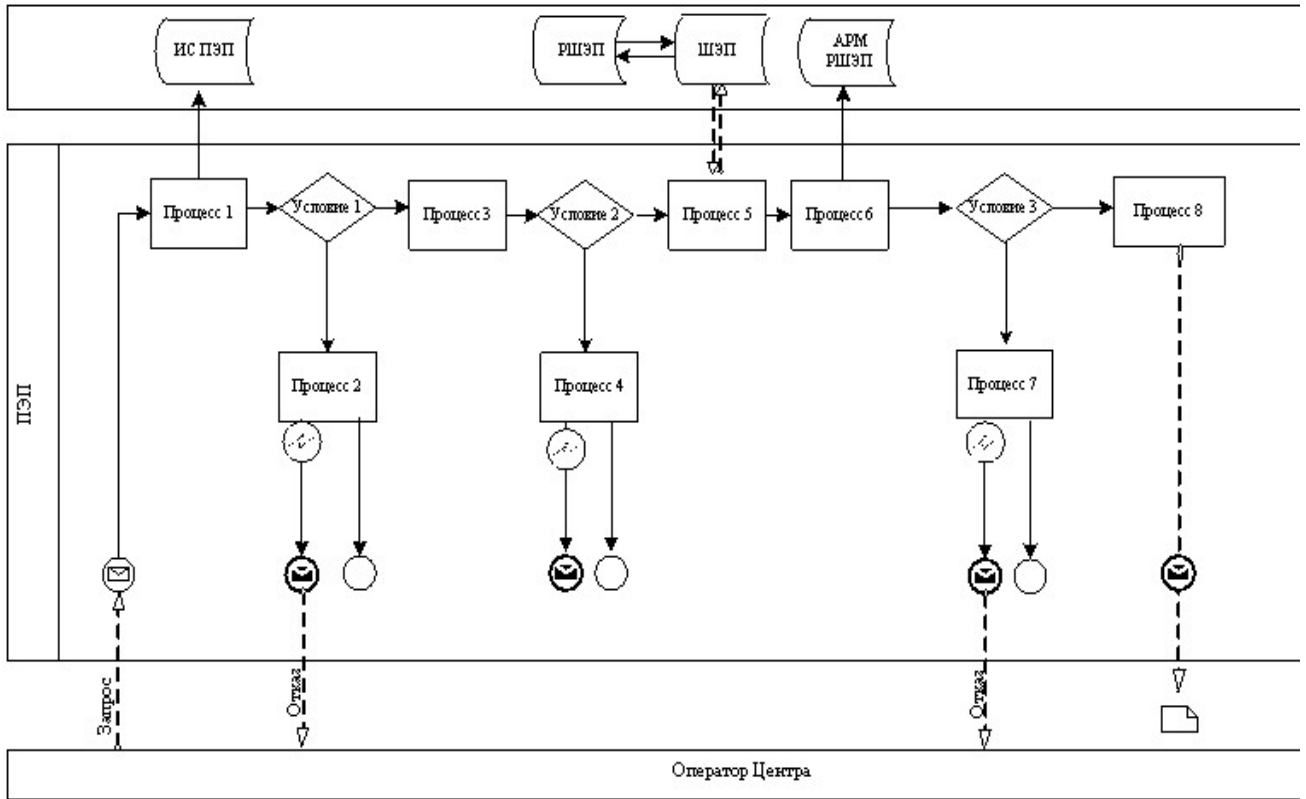 ИС ПЭП
РШЭП
ШЭП
АРМ
РШЭП
Процесс 1
Условие 1
Процесс 3
Условие 2
Процесс 5
Процесс 6
Условие 3
Процесс 8
Процесс 2
Процесс 4
Процесс 7
ПЭП
Запрос
Отказ
Отказ
Оператор Центра